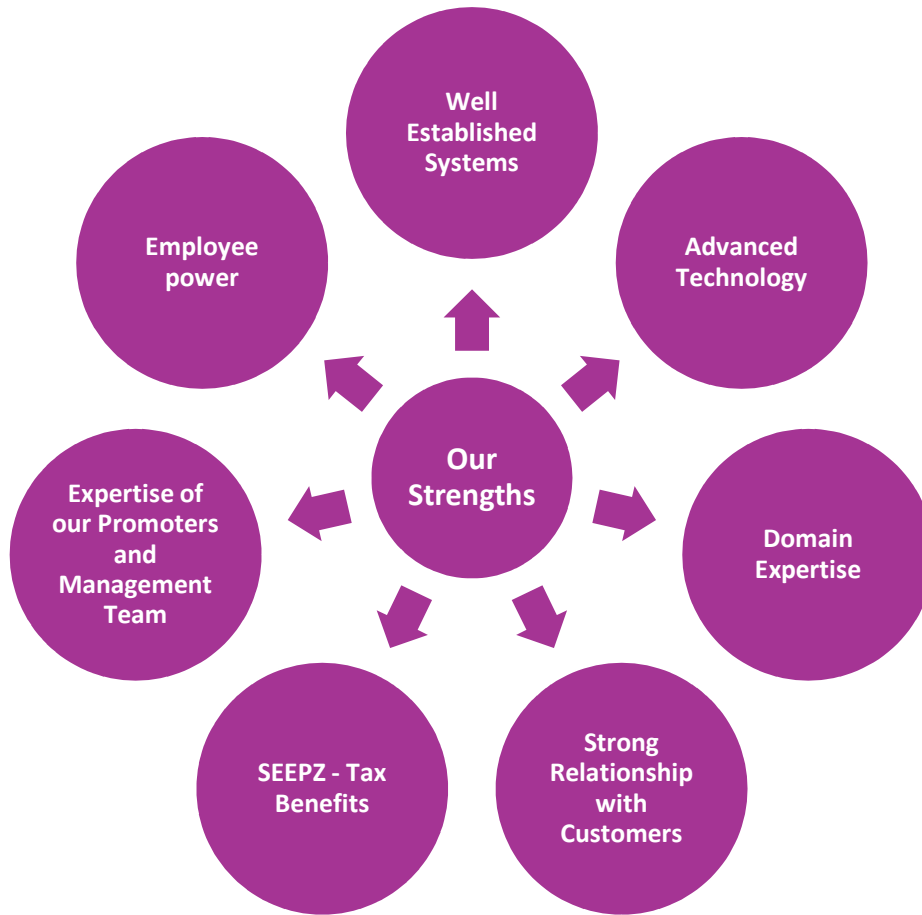 Well
Established
Systems
Employee
power
Advanced
Technology
Our
Strengths
Expertise of
our Promoters
and
Management
Team
Domain
Expertise
SEEPZ - Tax
Benefits
Strong
Relationship
with
Customers